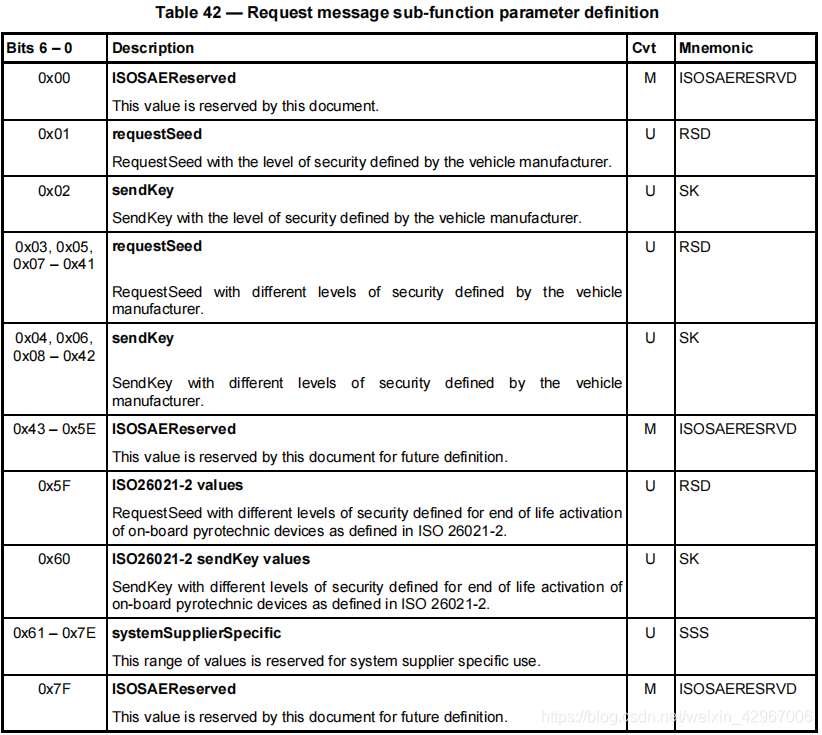 Table 42 — Request message sub-function parameter definition
Bits 6 – 0 Description Cvt Mnemonic
0x00 ISOSAEReserved M ISOSAERESRVD
This value is reserved by this document.
0x01 requestSeed U RSD
RequestSeed with the level of security defined by the vehicle manufacturer.
0x02 sendKey U SK
SendKey with the level of security defined by the vehicle manufacturer.
0x03, 0x05, requestSeed U RSD
0x07 – 0x41
RequestSeed with different levels of security defined by the vehicle
manufacturer.
0x04, 0x06, sendKey U SK
0x08 – 0x42
SendKey with different levels of security defined by the vehicle
manufacturer.
0x43 – 0x5E ISOSAEReserved M ISOSAERESRVD
This value is reserved by this document for future definition.
0x5F ISO26021-2 values U RSD
RequestSeed with different levels of security defined for end of life activation
of on-board pyrotechnic devices as defined in ISO 26021-2.
0x60 ISO26021-2 sendKey values U SK
SendKey with different levels of security defined for end of life activation of
on-board pyrotechnic devices as defined in ISO 26021-2.
0x61 – 0x7E systemSupplierSpecific U SSS
This range of values is reserved for system supplier specific use.
0x7F ISOSAEReserved M ISOSAERESRVD
This value is reserved by this document for future definition.
https://blog.csdn.net/weixin_42967006